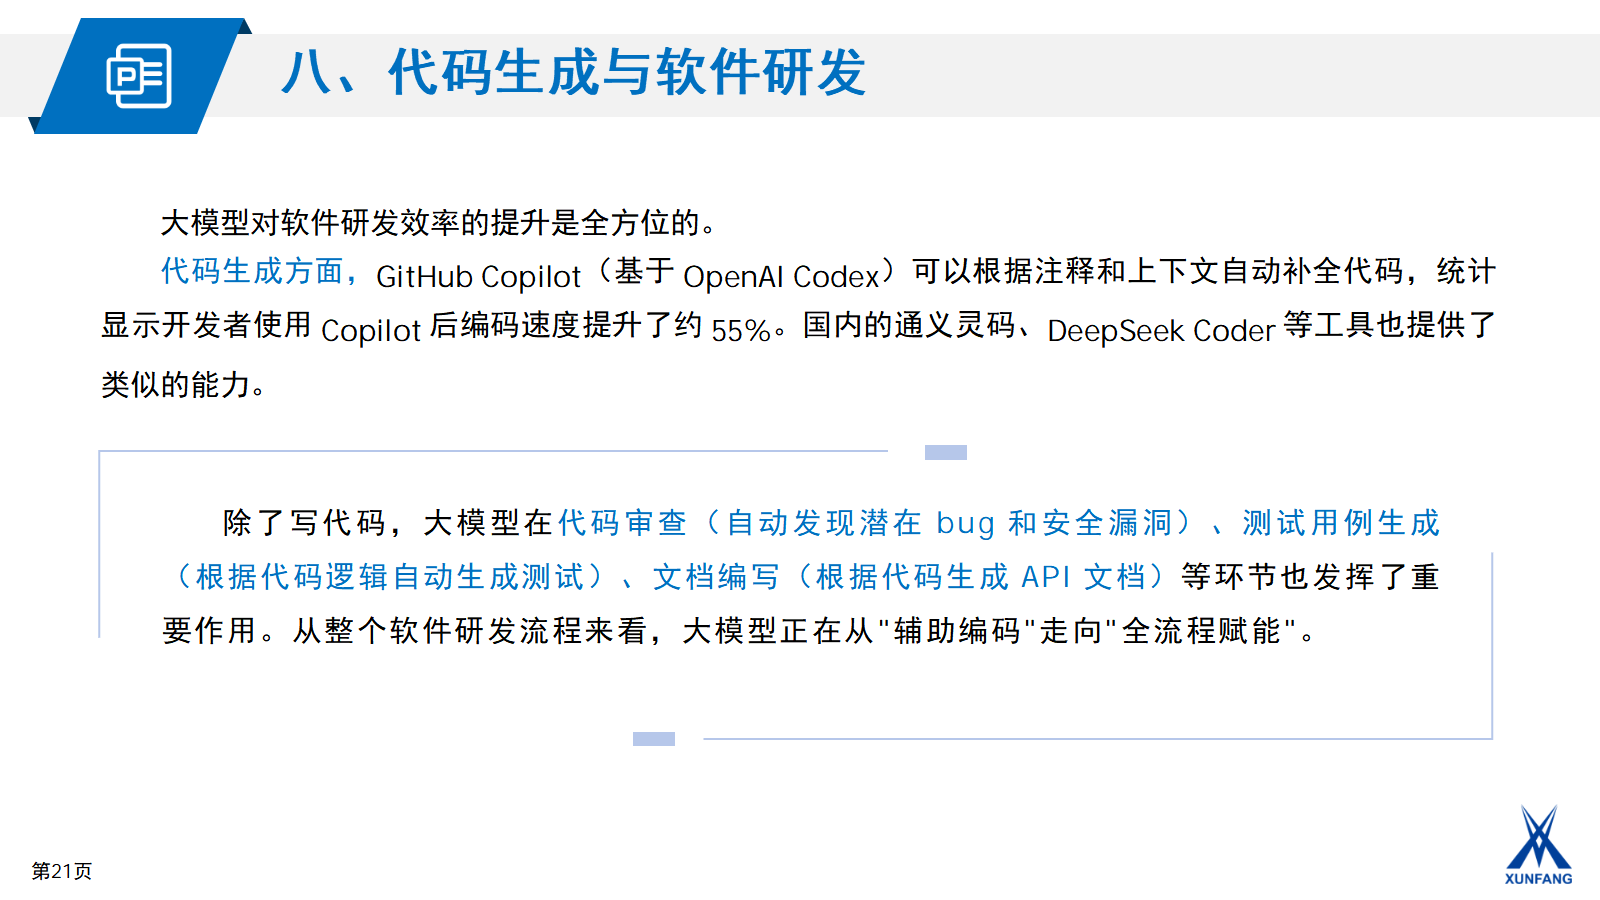 八、代码生成与软件研发
大模型对软件研发效率的提升是全方位的。
代码生成方面，GitHub Copilot（基于 OpenAI Codex）可以根据注释和上下文自动补全代码，统计
显示开发者使用 Copilot 后编码速度提升了约 55%。国内的通义灵码、DeepSeek Coder 等工具也提供了
类似的能力。
除了写代码，大模型在代码审查（自动发现潜在 bug 和安全漏洞）、测试用例生成
（根据代码逻辑自动生成测试）、文档编写（根据代码生成 API 文档）等环节也发挥了重
要作用。从整个软件研发流程来看，大模型正在从"辅助编码"走向"全流程赋能"。
第21页
XUNFANG